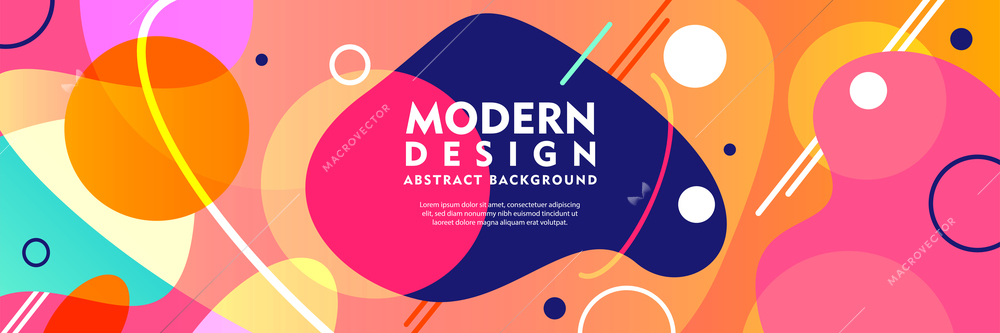 MODERN
DESIGN
ABSTRACT BACKGROUND
Lorem ipsum dolor sit amet, consectetur adipiscing
elit, sed diam nonummy nibh euismod tincidunt
ut laoreet dolore magna aliquam erat volutpat.
MACROVECTOR
MACROVECTOR